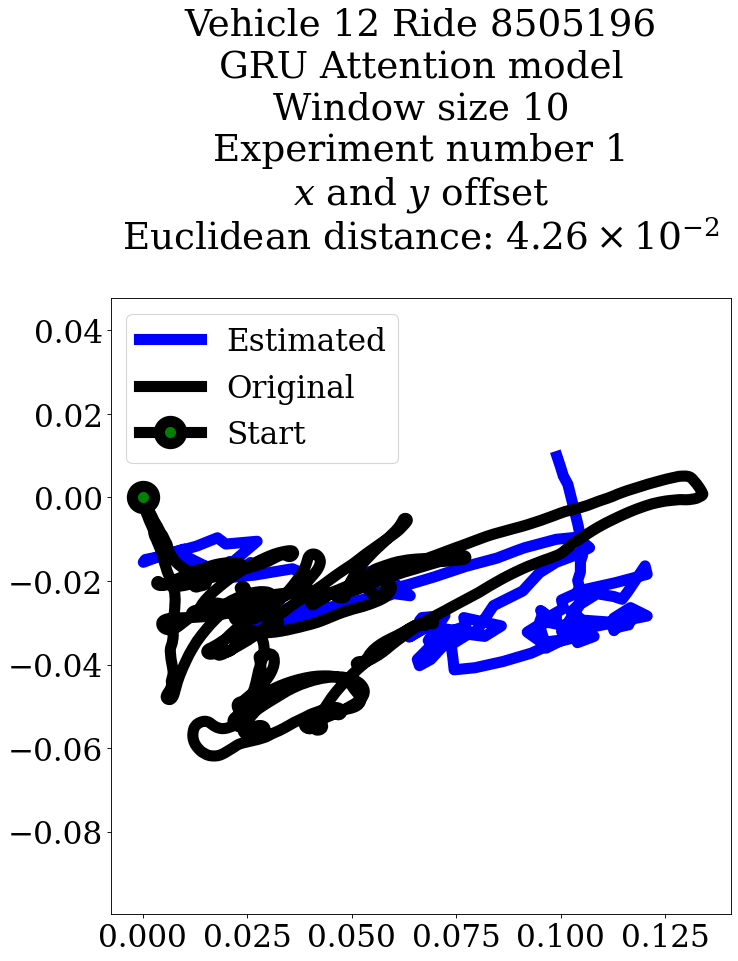 Vehicle 12 Ride 8505196
GRU Attention model
Window size 10
Experiment number 1
x and y offset
Euclidean distance: 4.26 × 10⁻²
Estimated
Original
Start
0.04
0.02
0.00
−0.02
−0.04
−0.06
−0.08
0.000 0.025 0.050 0.075 0.100 0.125